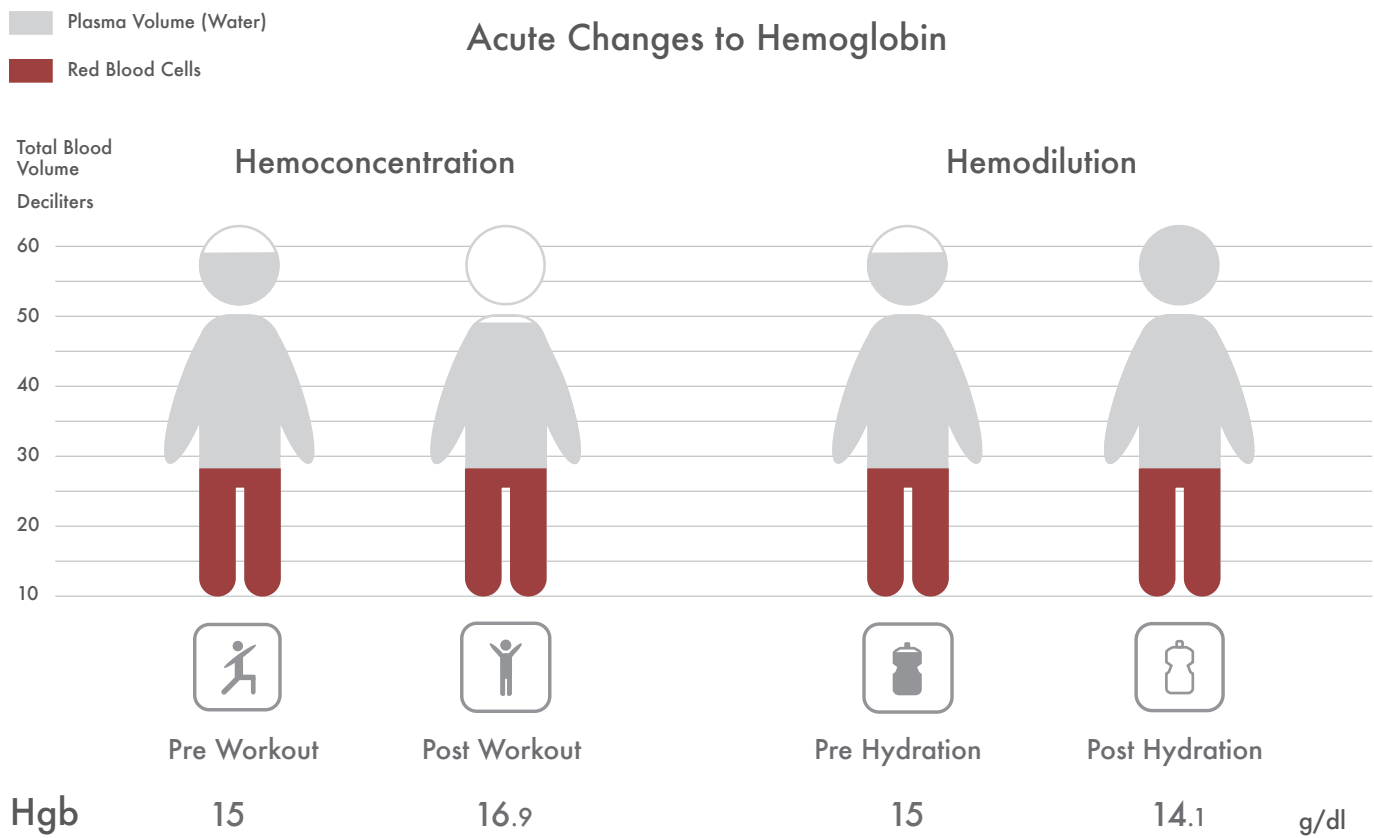 Plasma Volume (Water)
Acute Changes to Hemoglobin
Red Blood Cells
Total Blood
Volume
Deciliters
Hemoconcentration
Hemodilution
60
50
40
30
20
10
Pre Workout
Post Workout
Pre Hydration
Post Hydration
Hgb
15
16.9
15
14.1
g/dl